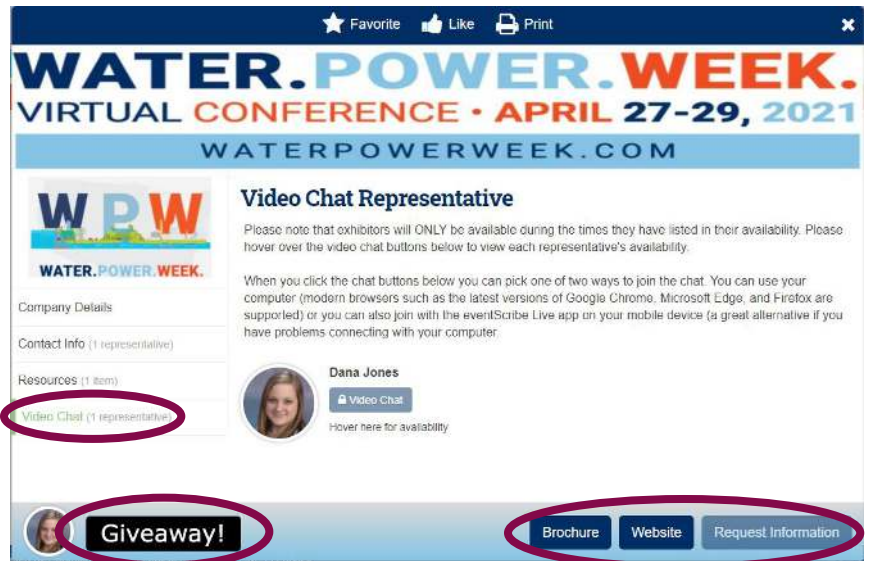 Favorite Like Print
WATER.POWER.WEEK.
VIRTUAL CONFERENCE • APRIL 27-29, 2021
WATERPOWERWEEK.COM
WPW
WATER.POWER.WEEK.
Company Details
Contact Info (1 representative)
Resources (1 item)
Video Chat (1 representative)
Video Chat Representative
Please note that exhibitors will ONLY be available during the times they have listed in their availability. Please
hover over the video chat buttons below to view each representative's availability.
When you click the chat buttons below you can pick one of two ways to join the chat. You can use your
computer (modern browsers such as the latest versions of Google Chrome, Microsoft Edge, and Firefox are
supported) or you can also join with the eventScribe Live app on your mobile device (a great alternative if you
have problems connecting with your computer.
Dana Jones
Video Chat
Hover here for availability
Giveaway!
Brochure Website Request Information